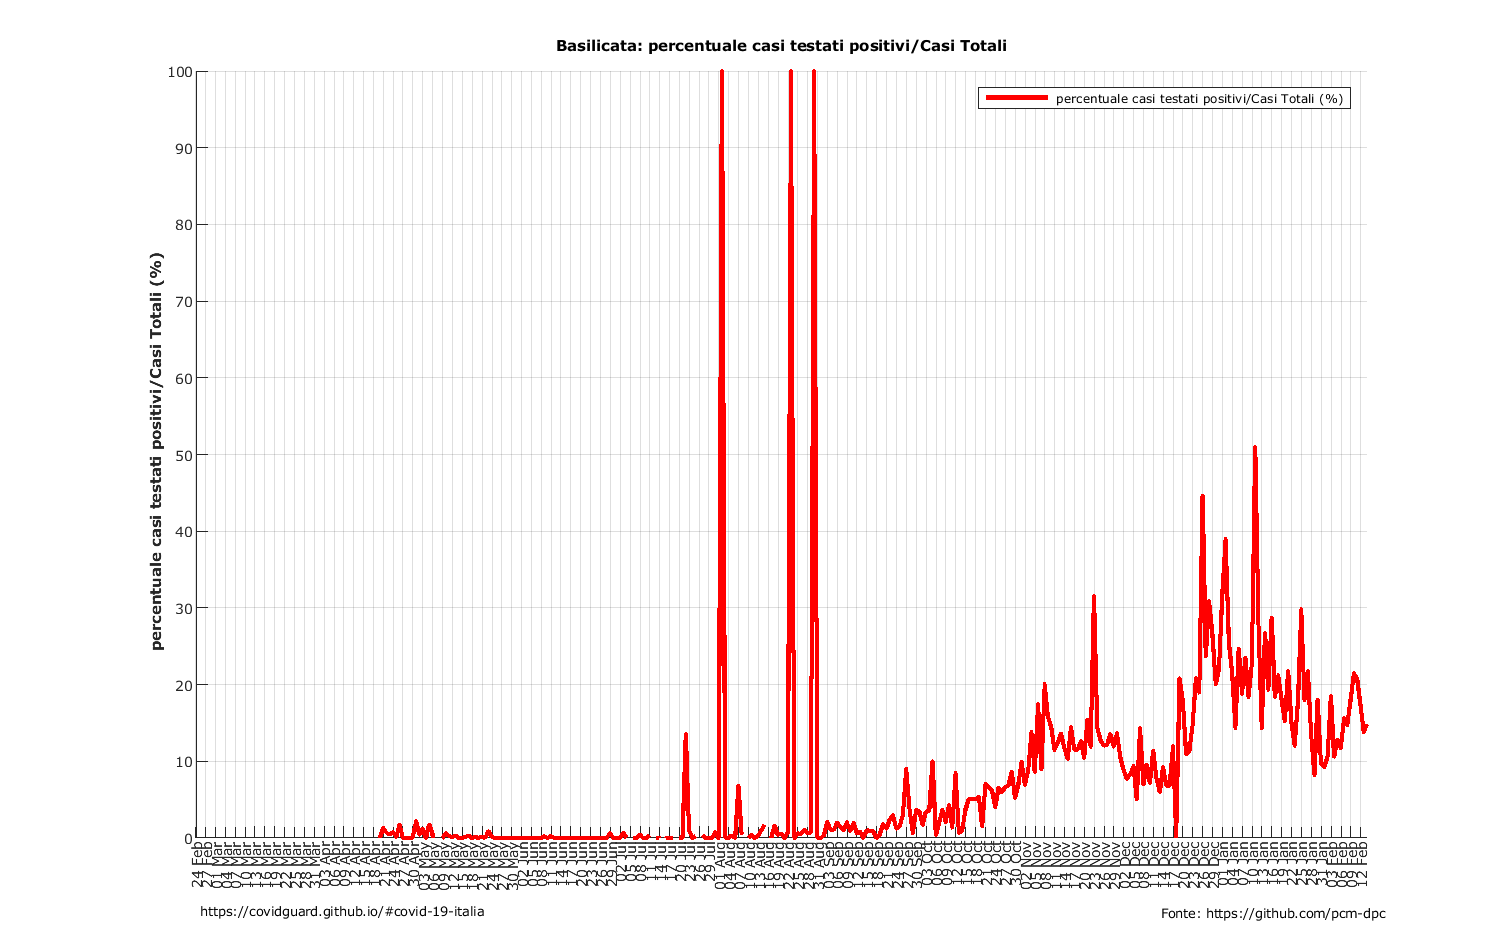 Basilicata: percentuale casi testati positivi/Casi Totali
percentuale casi testati positivi/Casi Totali (%)
percentuale casi testati positivi/Casi Totali (%)
100
90
80
70
60
50
40
30
20
10
0
24 Feb
27 Feb
01 Mar
04 Mar
07 Mar
10 Mar
13 Mar
16 Mar
19 Mar
22 Mar
25 Mar
28 Mar
31 Mar
03 Apr
06 Apr
09 Apr
12 Apr
15 Apr
18 Apr
21 Apr
24 Apr
27 Apr
30 Apr
03 May
06 May
09 May
12 May
15 May
18 May
21 May
24 May
27 May
30 May
02 Jun
05 Jun
08 Jun
11 Jun
14 Jun
17 Jun
20 Jun
23 Jun
26 Jun
29 Jun
02 Jul
05 Jul
08 Jul
11 Jul
14 Jul
17 Jul
20 Jul
23 Jul
26 Jul
29 Jul
01 Aug
04 Aug
07 Aug
10 Aug
13 Aug
16 Aug
19 Aug
22 Aug
25 Aug
28 Aug
31 Aug
03 Sep
06 Sep
09 Sep
12 Sep
15 Sep
18 Sep
21 Sep
24 Sep
27 Sep
30 Sep
03 Oct
06 Oct
09 Oct
12 Oct
15 Oct
18 Oct
21 Oct
24 Oct
27 Oct
30 Oct
02 Nov
05 Nov
08 Nov
11 Nov
14 Nov
17 Nov
20 Nov
23 Nov
26 Nov
29 Nov
02 Dec
05 Dec
08 Dec
11 Dec
14 Dec
17 Dec
20 Dec
23 Dec
26 Dec
29 Dec
01 Jan
04 Jan
07 Jan
10 Jan
13 Jan
16 Jan
19 Jan
22 Jan
25 Jan
28 Jan
31 Jan
03 Feb
06 Feb
09 Feb
12 Feb
https://covidguard.github.io/#covid-19-italia
Fonte: https://github.com/pcm-dpc